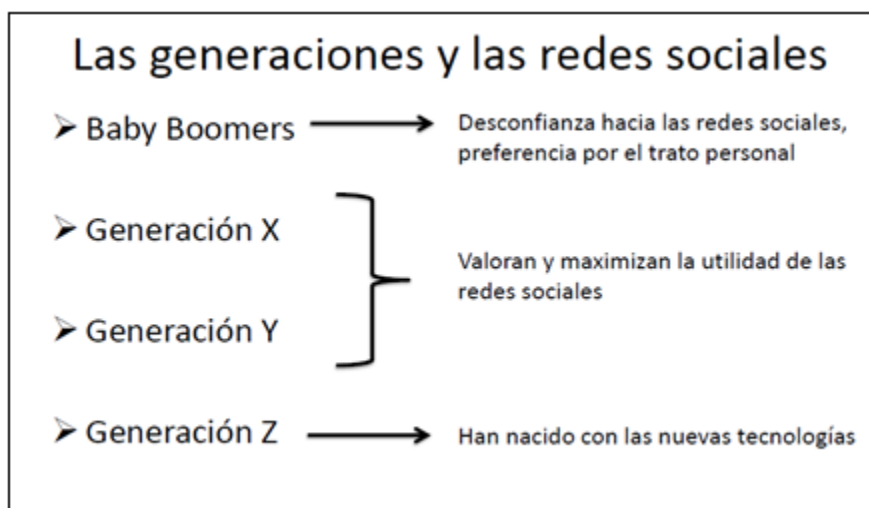 Las generaciones y las redes sociales
Baby Boomers
Desconfianza hacia las redes sociales,
preferencia por el trato personal
Generación X
Generación Y
Valoran y maximizan la utilidad de las
redes sociales
Generación Z
Han nacido con las nuevas tecnologías